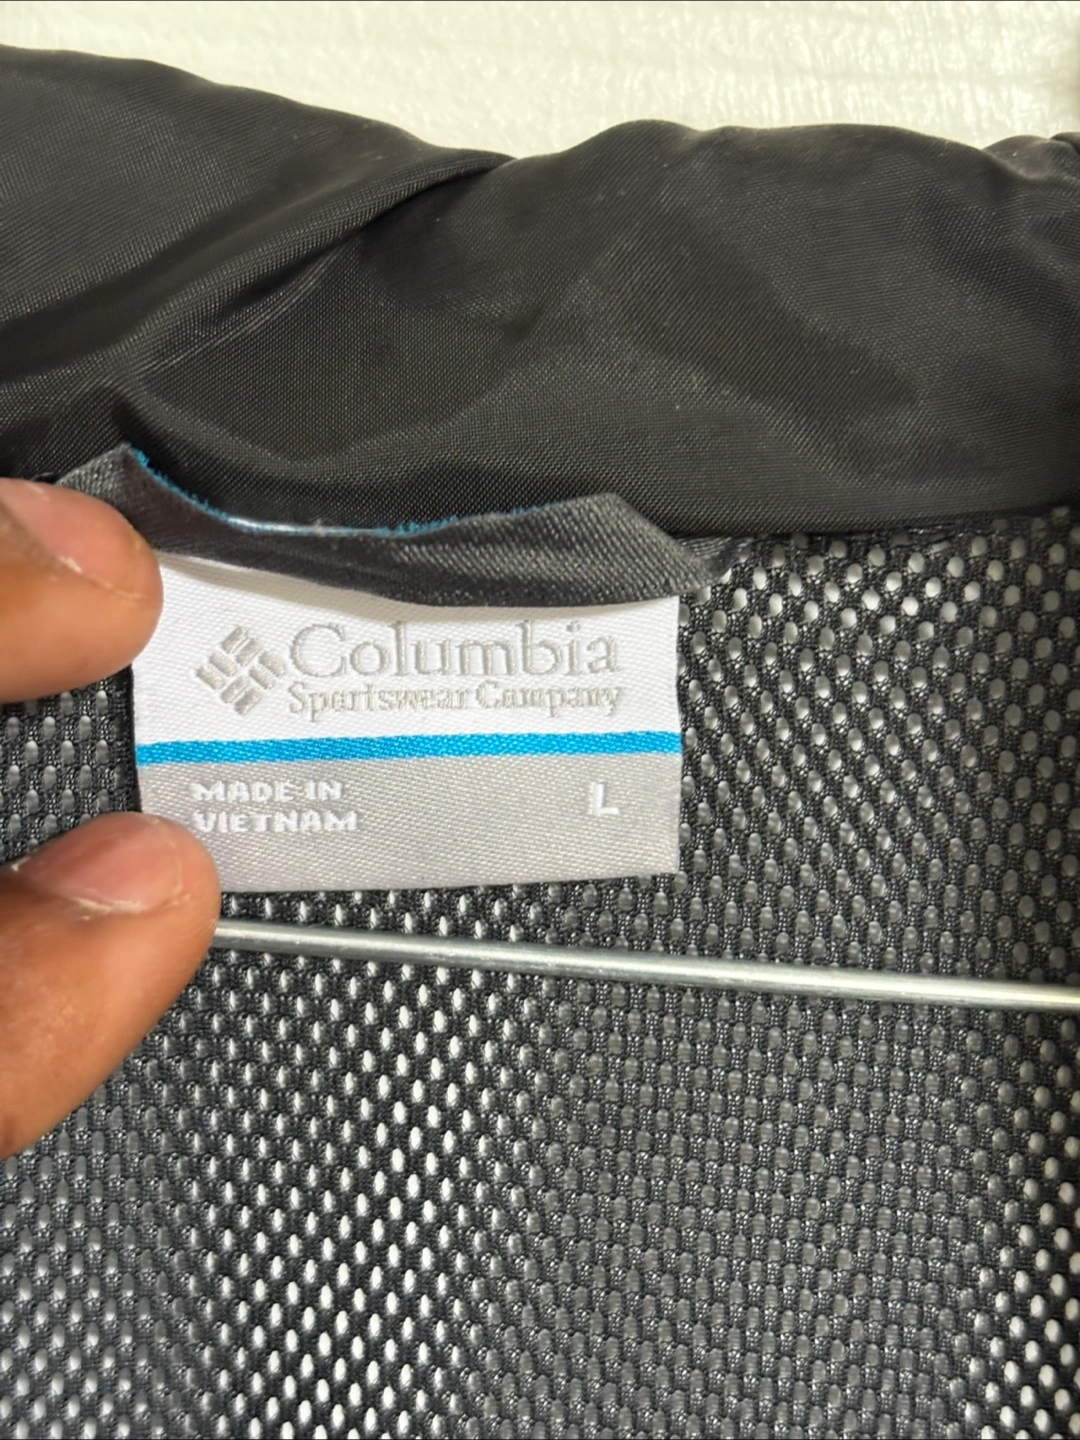 Columbia
Sportswear Company
MADE IN
VIETNAM
L